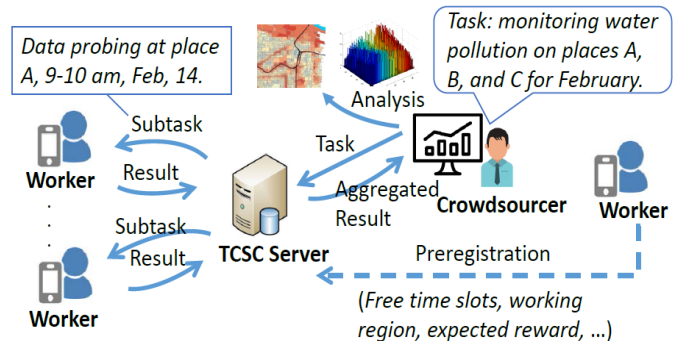 Data probing at place
A, 9-10 am, Feb, 14.
Task: monitoring water
pollution on places A,
B, and C for February.
Analysis
Subtask
Task
Worker
Result
Aggregated
Result
Crowdsourcer
Worker
Subtask
Result
TCSC Server
Preregistration
Worker
(Free time slots, working
region, expected reward, ...)